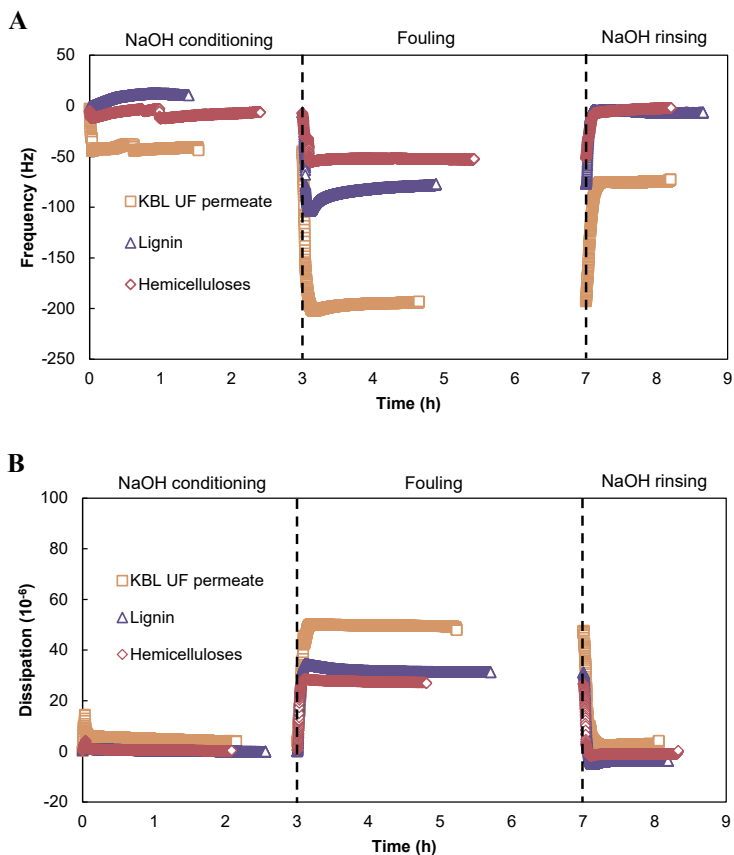 A
NaOH conditioning Fouling NaOH rinsing
50
0
-50
-100
-150
-200
-250
Frequency (Hz)
KBL UF permeate
Lignin
Hemicelluloses
0 1 2 3 4 5 6 7 8 9
Time (h)
B
NaOH conditioning Fouling NaOH rinsing
100
80
60
40
20
0
-20
Dissipation (10⁻⁶)
KBL UF permeate
Lignin
Hemicelluloses
0 1 2 3 4 5 6 7 8 9
Time (h)